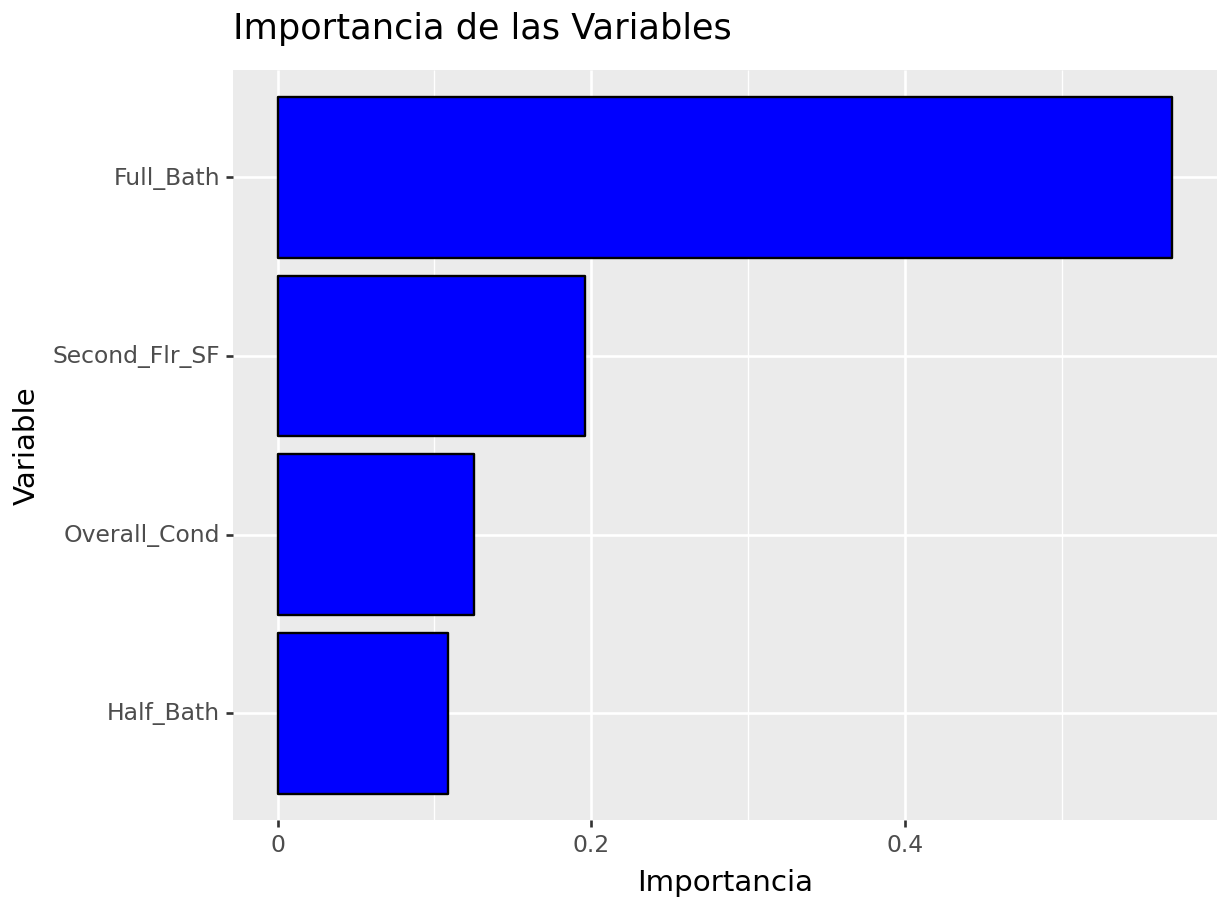 Importancia de las Variables
Variable
Full_Bath
Second_Flr_SF
Overall_Cond
Half_Bath
0 0.2 0.4
Importancia